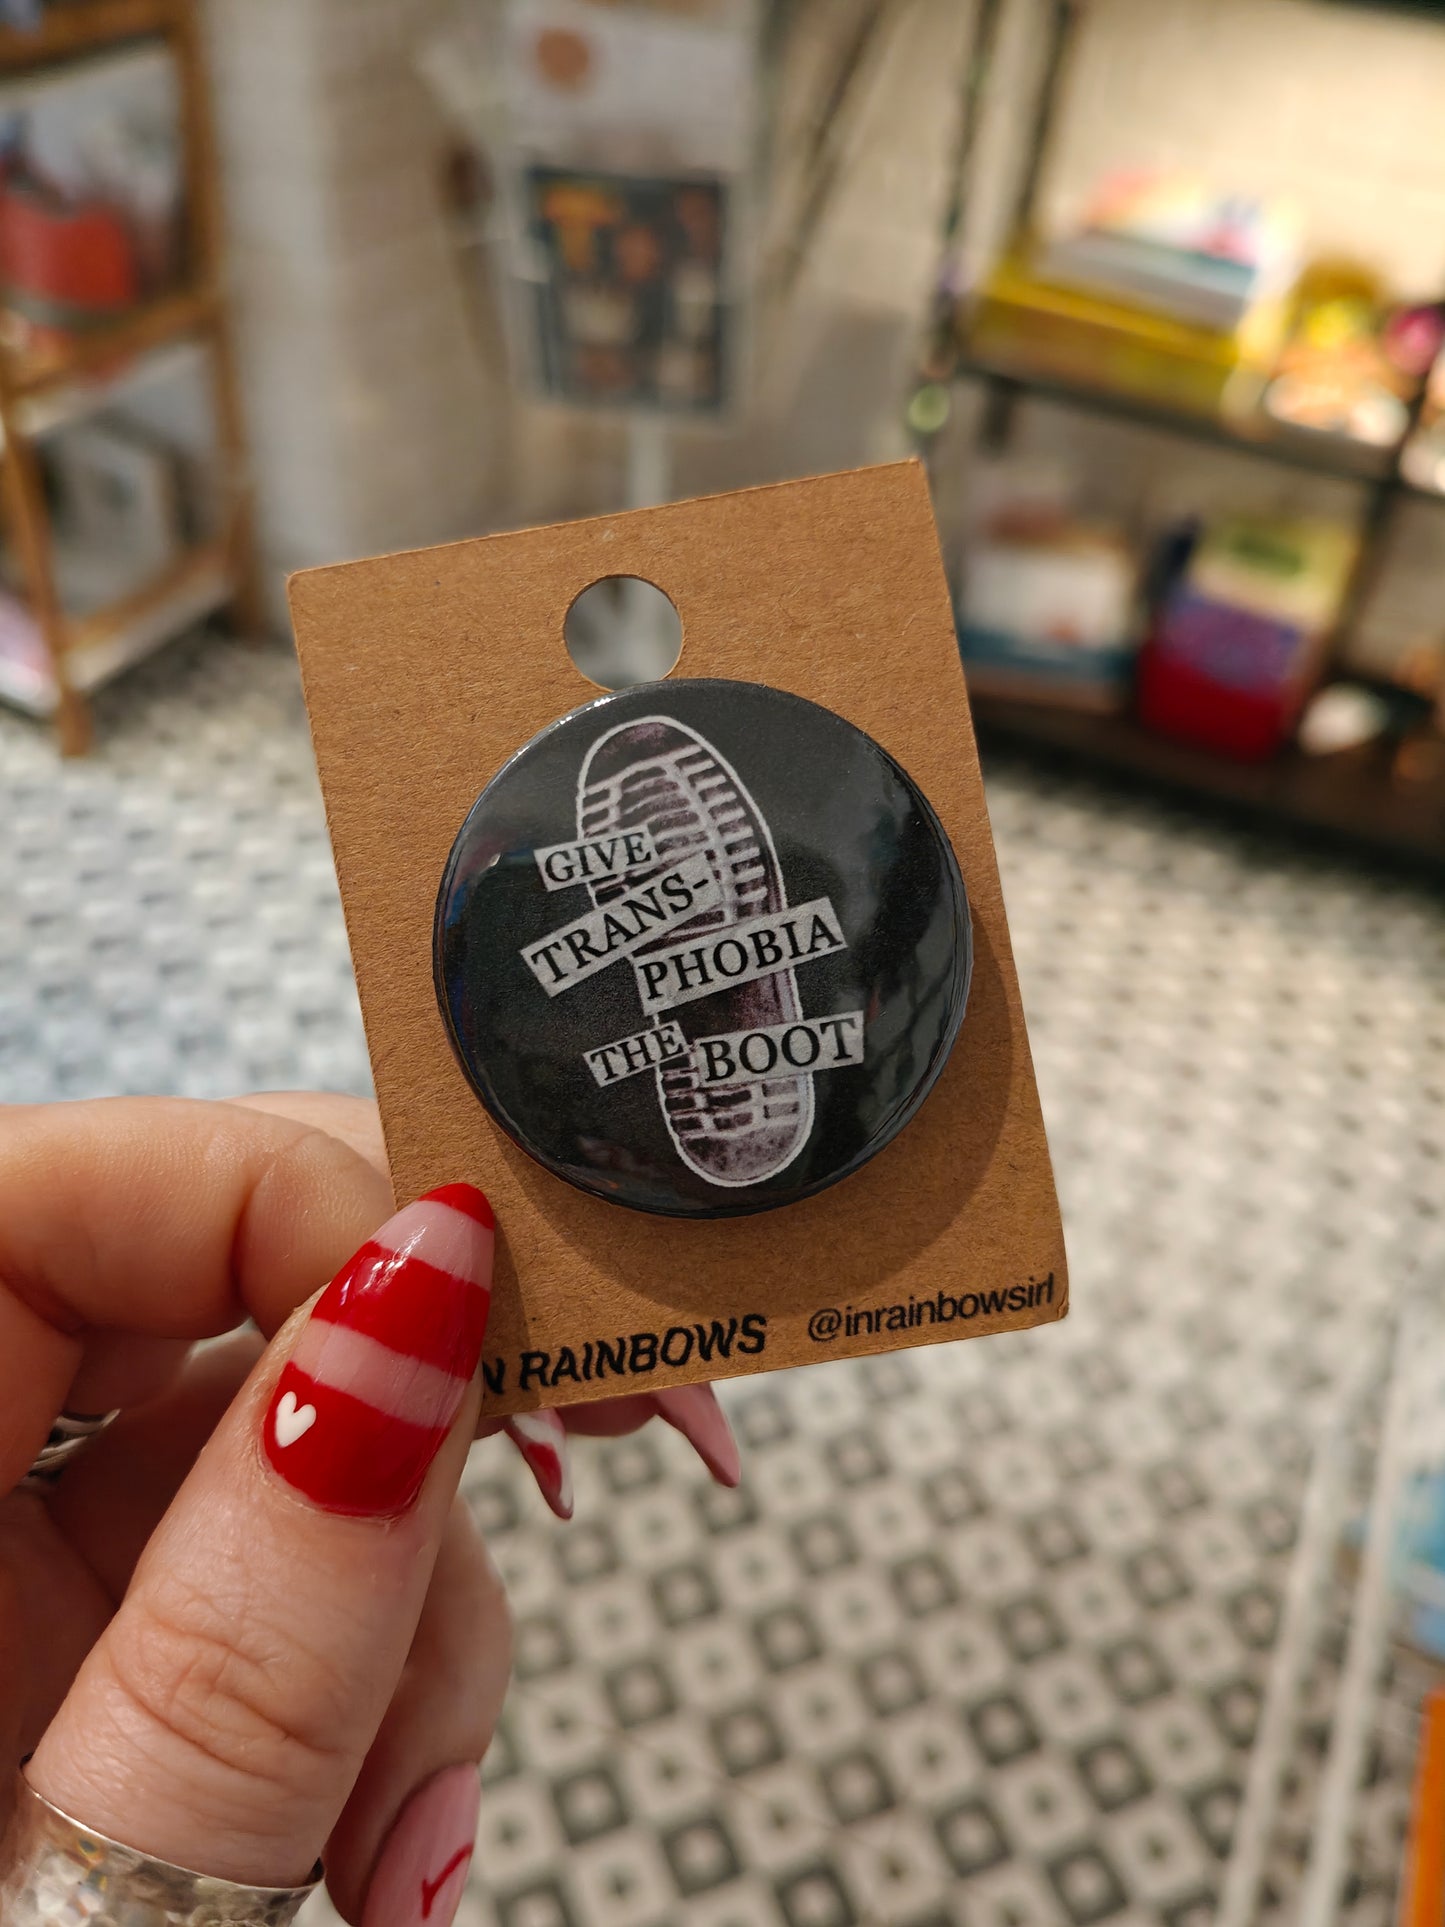 GIVE
TRANS-
PHOBIA
THE BOOT
N RAINBOWS @inrainbowsirl